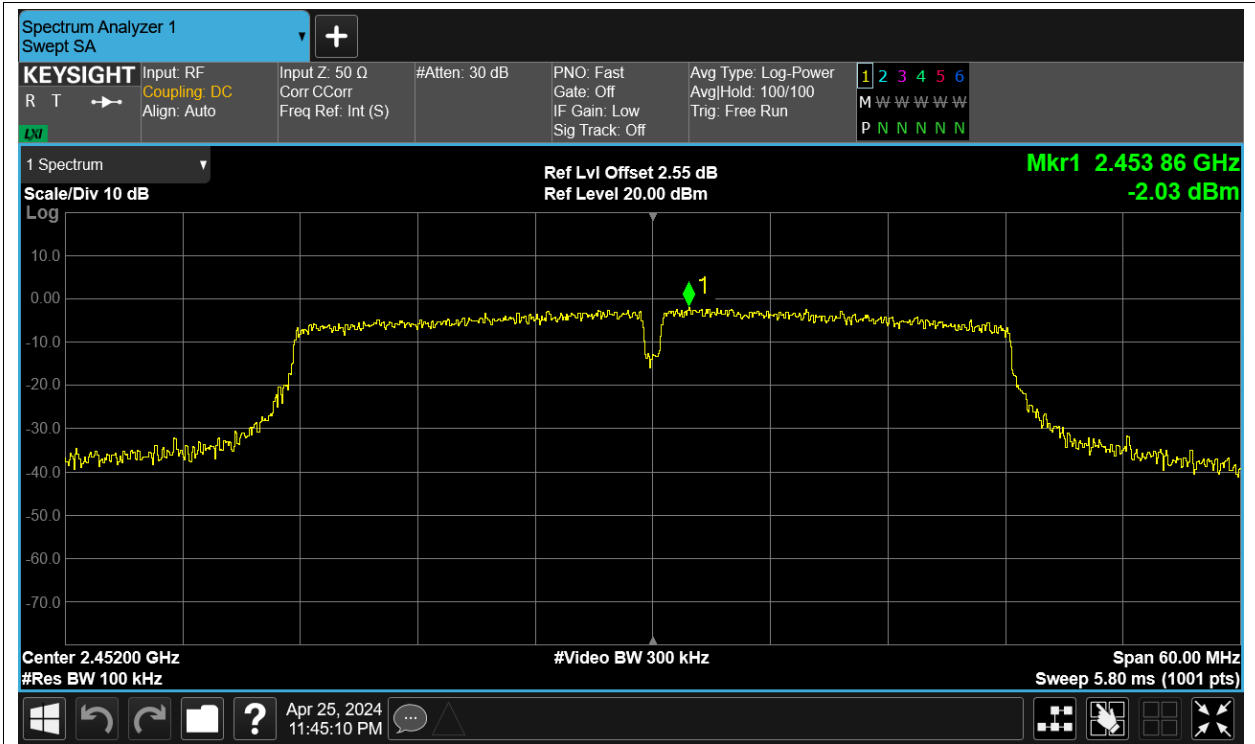 Spectrum Analyzer 1
Swept SA
+
KEYSIGHT
R T
LXI
Input: RF
Coupling: DC
Align: Auto
Input Z: 50 Ω
Corr CCorr
Freq Ref: Int (S)
#Atten: 30 dB
PNO: Fast
Gate: Off
IF Gain: Low
Sig Track: Off
Avg Type: Log-Power
Avg|Hold: 100/100
Trig: Free Run
1 2 3 4 5 6
M W W W W W
P N N N N N
1 Spectrum
Scale/Div 10 dB
Ref Lvl Offset 2.55 dB
Ref Level 20.00 dBm
Mkr1 2.453 86 GHz
-2.03 dBm
Log
10.0
0.00
-10.0
-20.0
-30.0
-40.0
-50.0
-60.0
-70.0
1
Center 2.45200 GHz
#Res BW 100 kHz
#Video BW 300 kHz
Span 60.00 MHz
Sweep 5.80 ms (1001 pts)
?
Apr 25, 2024
11:45:10 PM